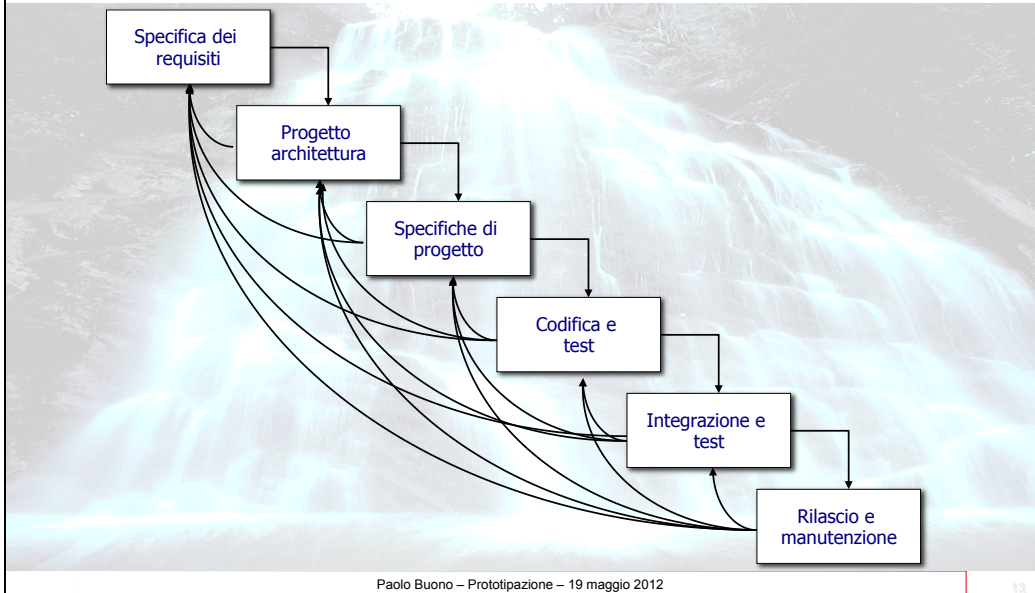 Specifica dei
requisiti
Progetto
architettura
Specifiche di
progetto
Codifica e
test
Integrazione e
test
Rilascio e
manutenzione
Paolo Buono – Prototipazione – 19 maggio 2012
13